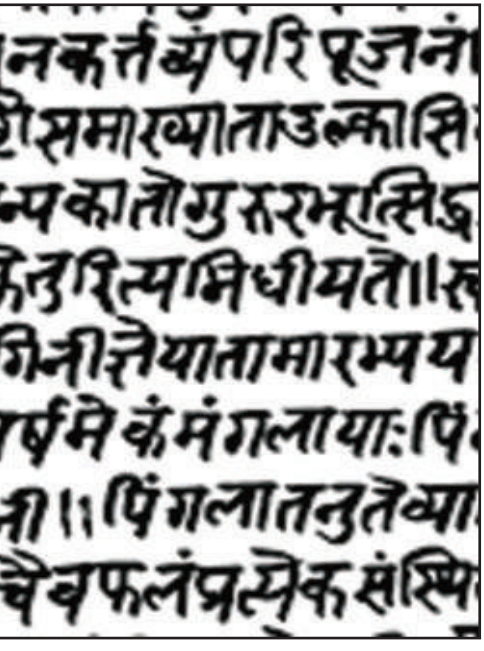 नकर्त्तव्यंपरिपूजनं
समाख्याताउल्कासि
न्यकातोगुरुरभूत्सिद्ध
केतुरित्यभिधीयते॥
गिनीज्ञेयातामारभ्यय
र्षमेकंमंगलायाःपिं
नी॥पिंगलातनुतेव्या
चैवफलंप्रत्येकसंस्थि